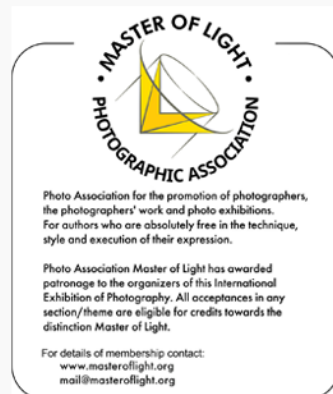 • MASTER OF LIGHT •
PHOTOGRAPHIC ASSOCIATION
Photo Association for the promotion of photographers,
the photographers' work and photo exhibitions.
For authors who are absolutely free in the technique,
style and execution of their expression.
Photo Association Master of Light has awarded
patronage to the organizers of this International
Exhibition of Photography. All acceptances in any
section/theme are eligible for credits towards the
distinction Master of Light.
For details of membership contact:
www.masteroflight.org
mail@masteroflight.org